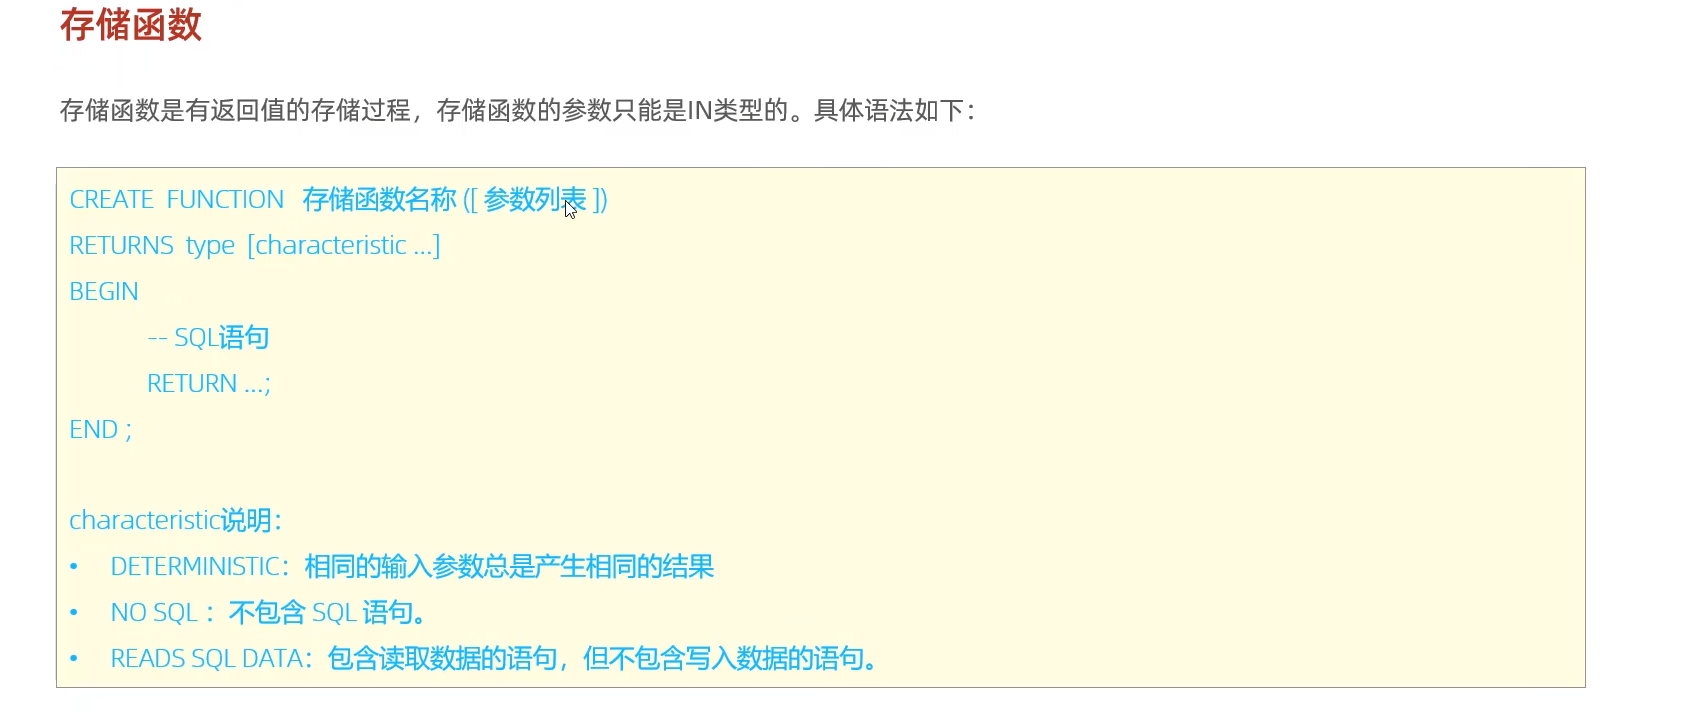 存储函数
存储函数是有返回值的存储过程，存储函数的参数只能是IN类型的。具体语法如下：
CREATE FUNCTION 存储函数名称 ([ 参数列表 ])
RETURNS type [characteristic ...]
BEGIN
-- SQL语句
RETURN ...;
END ;
characteristic说明：
• DETERMINISTIC：相同的输入参数总是产生相同的结果
• NO SQL ：不包含 SQL 语句。
• READS SQL DATA：包含读取数据的语句，但不包含写入数据的语句。